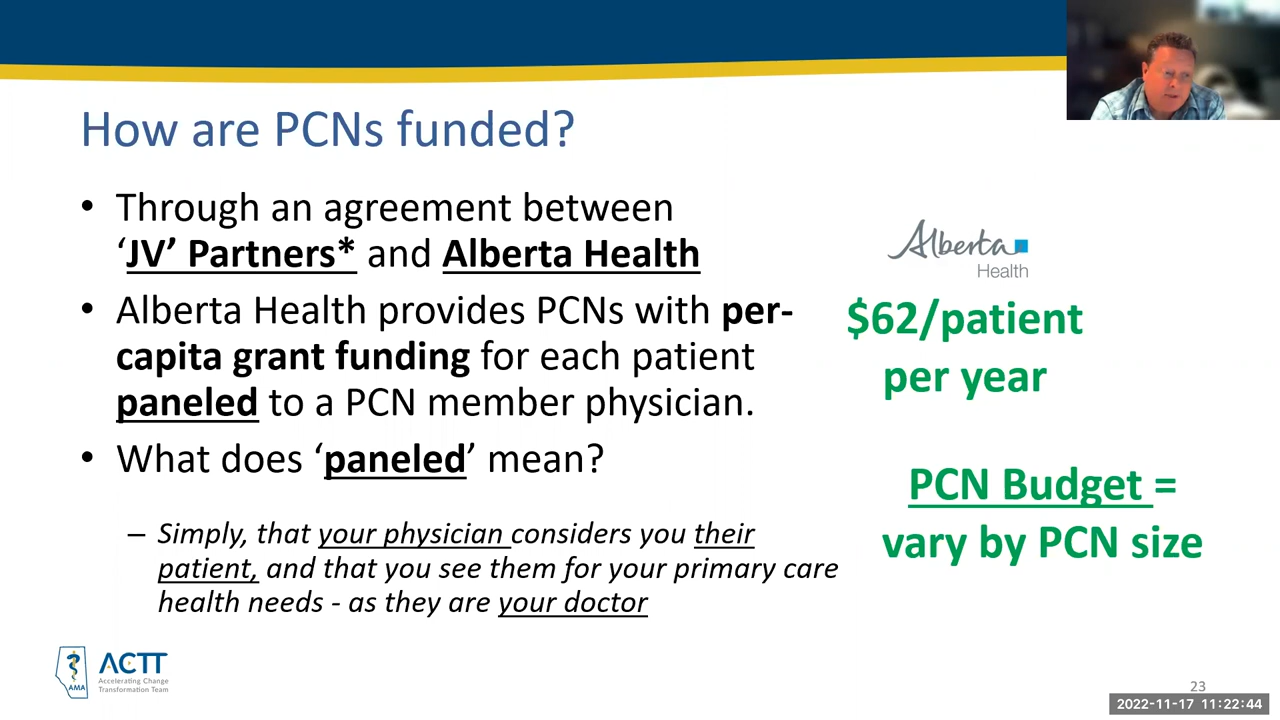 How are PCNs funded?
• Through an agreement between
‘JV’ Partners* and Alberta Health
• Alberta Health provides PCNs with per-
capita grant funding for each patient
paneled to a PCN member physician.
• What does ‘paneled’ mean?
– Simply, that your physician considers you their
patient, and that you see them for your primary care
health needs - as they are your doctor
Alberta
Health
$62/patient
per year
PCN Budget =
vary by PCN size
AMA
ACTT
Accelerating Change
Transformation Team
23
2022-11-17 11:22:44